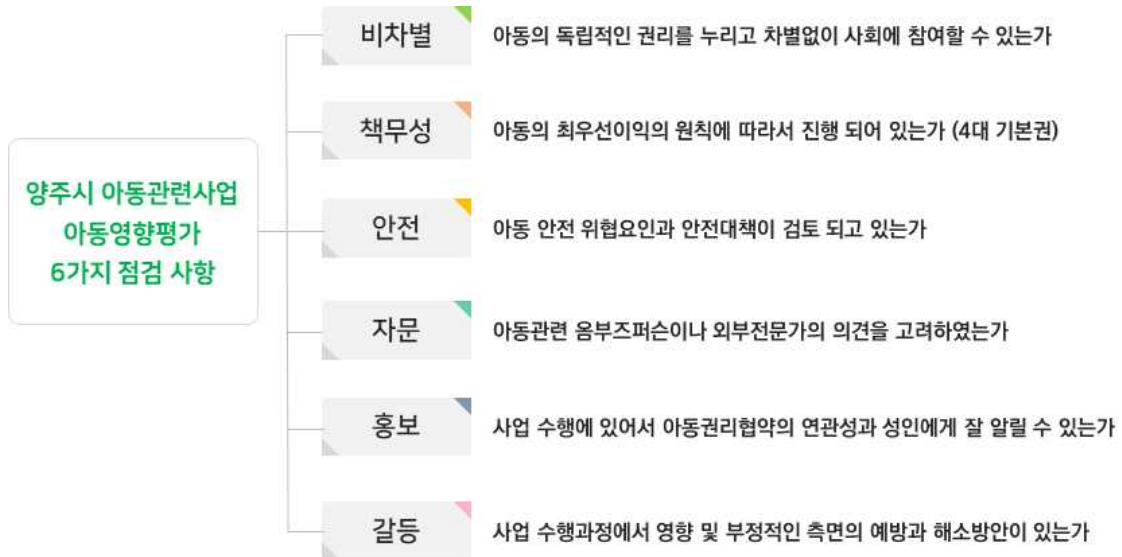 양주시 아동관련사업
아동영향평가
6가지 점검 사항
비차별
아동의 독립적인 권리를 누리고 차별없이 사회에 참여할 수 있는가
책무성
아동의 최우선이익의 원칙에 따라서 진행 되어 있는가 (4대 기본권)
안전
아동 안전 위협요인과 안전대책이 검토 되고 있는가
자문
아동관련 옴부즈퍼슨이나 외부전문가의 의견을 고려하였는가
홍보
사업 수행에 있어서 아동권리협약의 연관성과 성인에게 잘 알릴 수 있는가
갈등
사업 수행과정에서 영향 및 부정적인 측면의 예방과 해소방안이 있는가